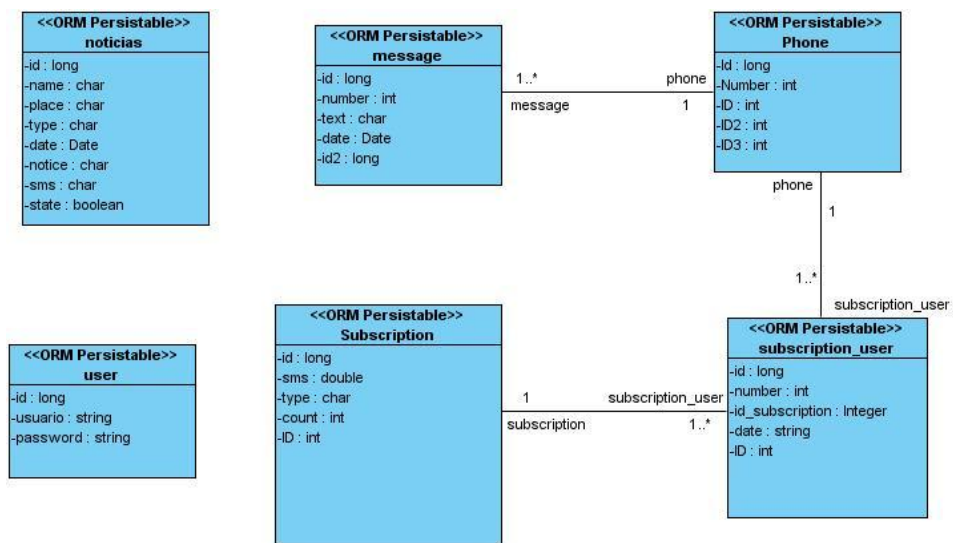 <<ORM Persistable>>
noticias
-id : long
-name : char
-place : char
-type : char
-date : Date
-notice : char
-sms : char
-state : boolean
<<ORM Persistable>>
message
-id : long
-number : int
-text : char
-date : Date
-id2 : long
1..*
message
phone
1
<<ORM Persistable>>
Phone
-Id : long
-Number : int
-ID : int
-ID2 : int
-ID3 : int
phone
1
1..*
subscription_user
<<ORM Persistable>>
user
-id : long
-usuario : string
-password : string
<<ORM Persistable>>
Subscription
-id : long
-sms : double
-type : char
-count : int
-ID : int
1
subscription
subscription_user
1..*
<<ORM Persistable>>
subscription_user
-id : long
-number : int
-id_subscription : Integer
-date : string
-ID : int